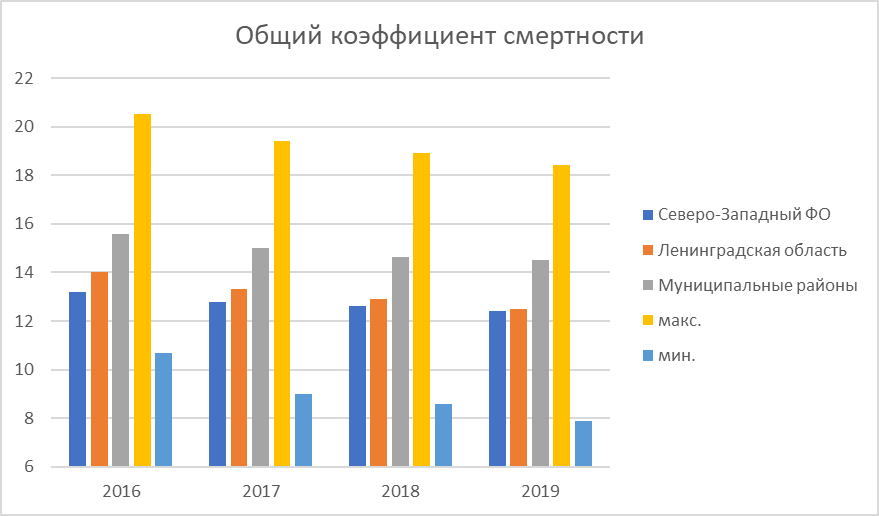 Общий коэффициент смертности
22
20
18
16
14
12
10
8
6
2016
2017
2018
2019
Северо-Западный ФО
Ленинградская область
Муниципальные районы
макс.
мин.